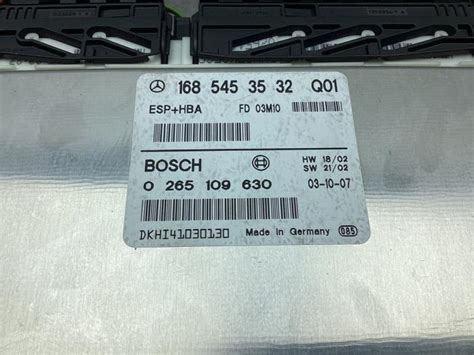 168 545 35 32 Q01
ESP+HBA FD 03M10
BOSCH HW 18/02
SW 21/02
0 265 109 630 03-10-07
DKHI41030130 Made in Germany 085